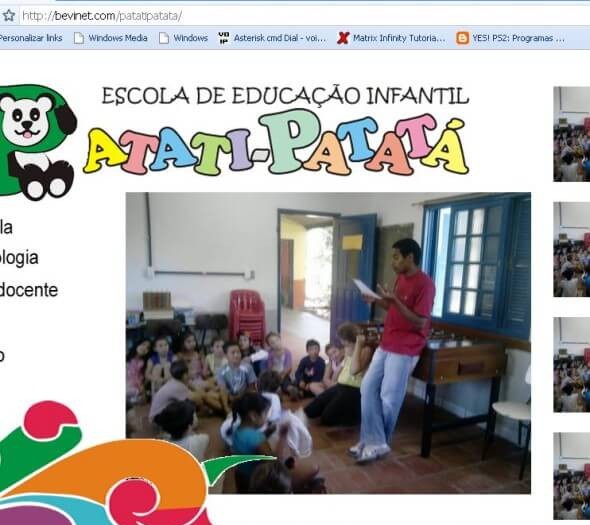 http://bevinet.com/patatipatata/
Personalizar links Windows Media Windows Asterisk cmd Dial - voi... Matrix Infinity Tutoria... YES! PS2: Programas ...
ESCOLA DE EDUCAÇÃO INFANTIL
PATATI-PATATÁ
la
ologia
docente
o